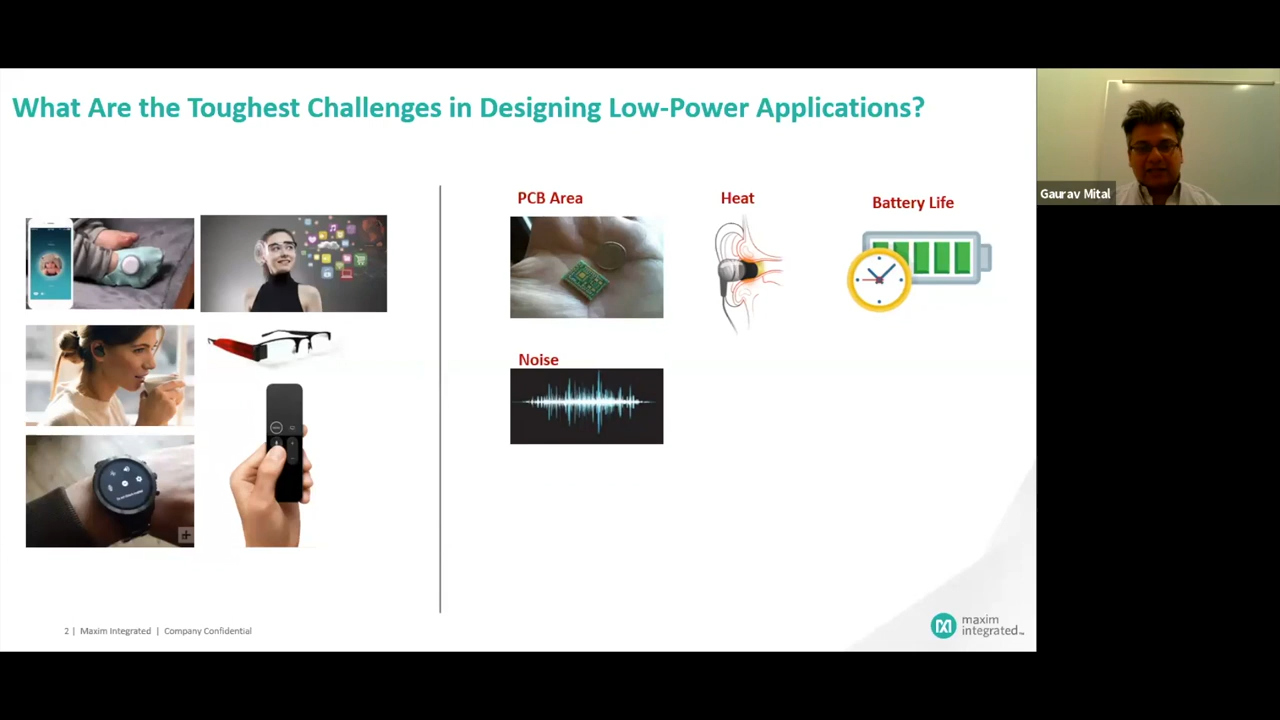 What Are the Toughest Challenges in Designing Low-Power Applications?
PCB Area
Heat
Battery Life
Noise
2 | Maxim Integrated | Company Confidential
maxim
integrated™
Gaurav Mital